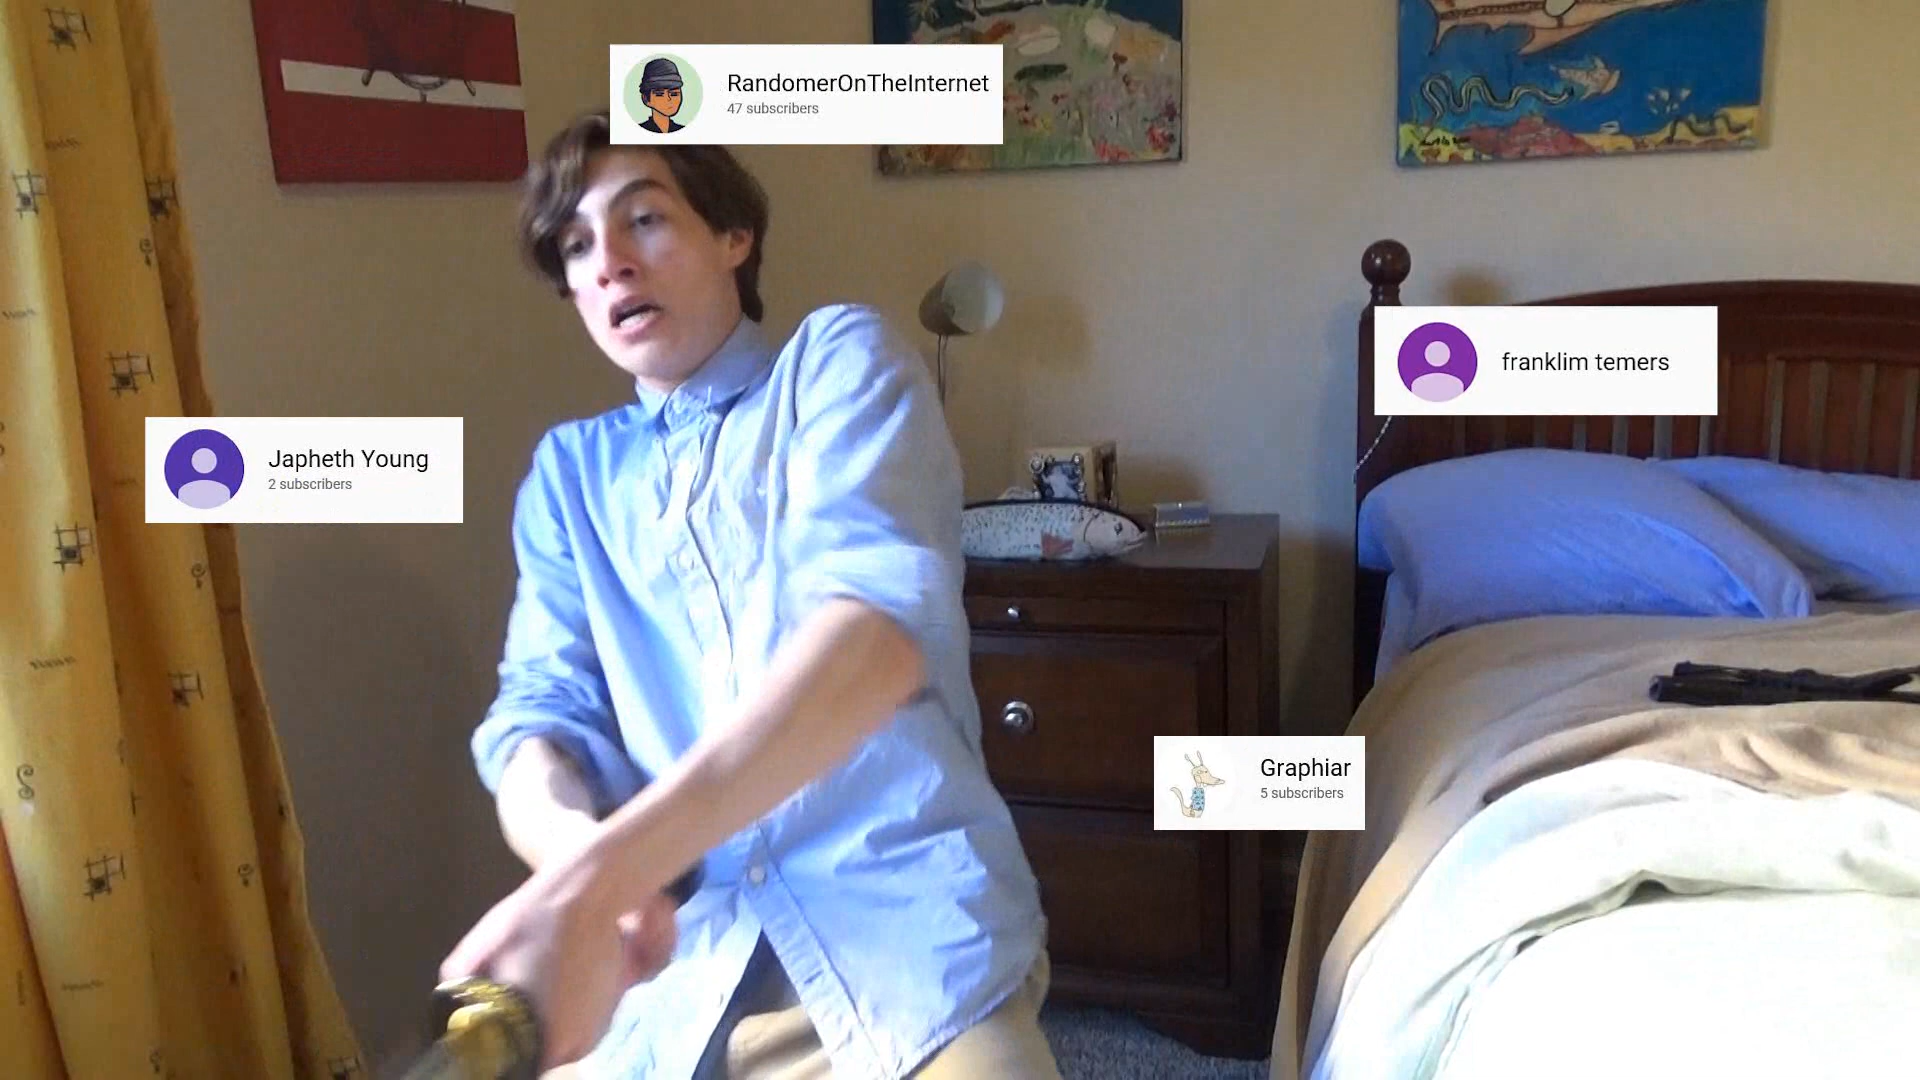 RandomerOnTheInternet
47 subscribers
franklim temers
Japheth Young
2 subscribers
Graphiar
5 subscribers